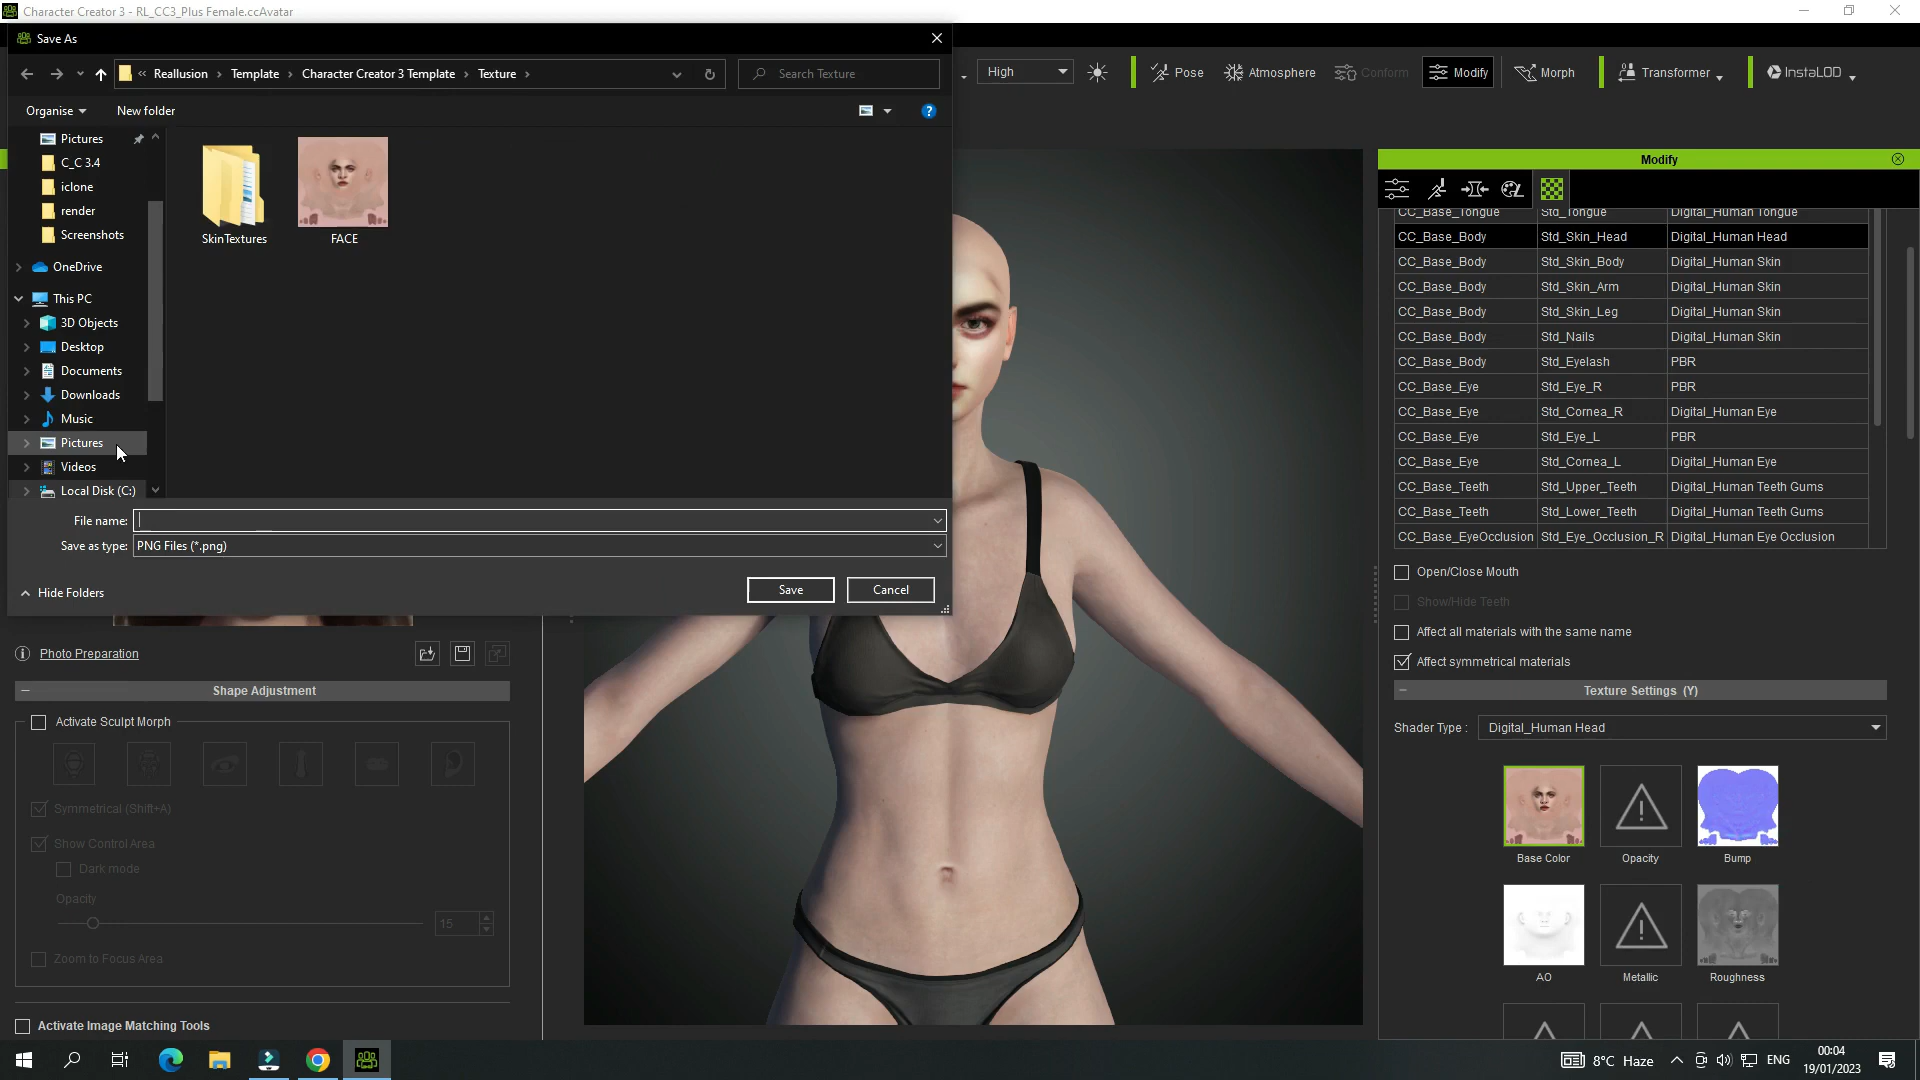 Character Creator 3 - RL_CC3_Plus Female.ccAvatar
Save As
« Reallusion › Template › Character Creator 3 Template › Texture ›
Search Texture
High
Pose
Atmosphere
Conform
Modify
Morph
Transformer
InstaLOD
Organise
New folder
Pictures
C_C 3.4
iclone
render
Screenshots
OneDrive
This PC
3D Objects
Desktop
Documents
Downloads
Music
Pictures
Videos
Local Disk (C:)
SkinTextures
FACE
File name:
Save as type: PNG Files (*.png)
Hide Folders
Save
Cancel
Photo Preparation
Shape Adjustment
Activate Sculpt Morph
Symmetrical (Shift+A)
Show Control Area
Dark mode
Opacity
15
Zoom to Focus Area
Activate Image Matching Tools
Modify
CC_Base_Tongue Std_Tongue Digital_Human Tongue
CC_Base_Body Std_Skin_Head Digital_Human Head
CC_Base_Body Std_Skin_Body Digital_Human Skin
CC_Base_Body Std_Skin_Arm Digital_Human Skin
CC_Base_Body Std_Skin_Leg Digital_Human Skin
CC_Base_Body Std_Nails Digital_Human Skin
CC_Base_Body Std_Eyelash PBR
CC_Base_Eye Std_Eye_R PBR
CC_Base_Eye Std_Cornea_R Digital_Human Eye
CC_Base_Eye Std_Eye_L PBR
CC_Base_Eye Std_Cornea_L Digital_Human Eye
CC_Base_Teeth Std_Upper_Teeth Digital_Human Teeth Gums
CC_Base_Teeth Std_Lower_Teeth Digital_Human Teeth Gums
CC_Base_EyeOcclusion Std_Eye_Occlusion_R Digital_Human Eye Occlusion
Open/Close Mouth
Show/Hide Teeth
Affect all materials with the same name
Affect symmetrical materials
Texture Settings (Y)
Shader Type : Digital_Human Head
Base Color
Opacity
Bump
AO
Metallic
Roughness
8°C Haze
ENG
00:04
19/01/2023